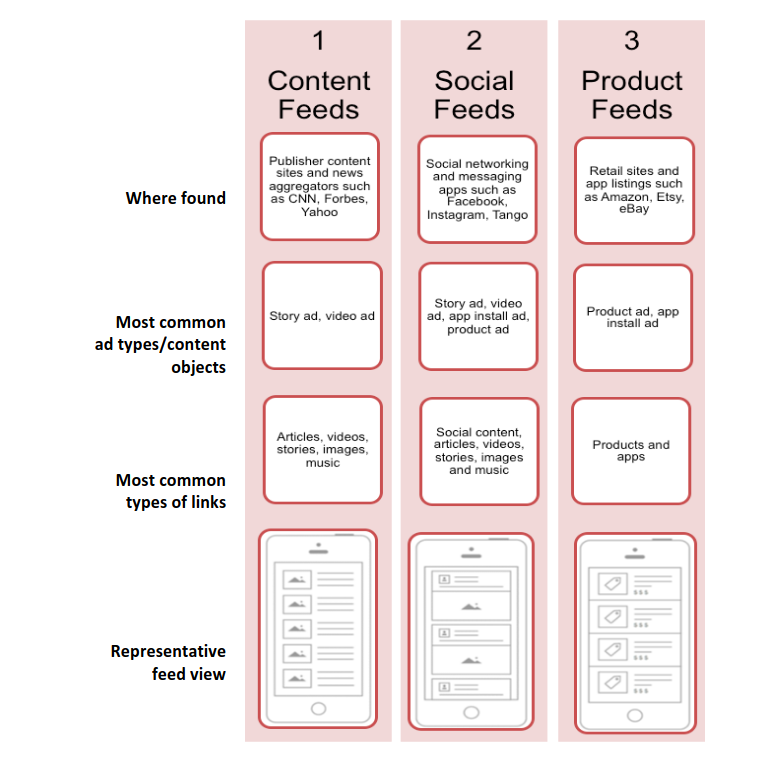 1
Content
Feeds
2
Social
Feeds
3
Product
Feeds
Where found
Publisher content
sites and news
aggregators such
as CNN, Forbes,
Yahoo
Social networking
and messaging
apps such as
Facebook,
Instagram, Tango
Retail sites and
app listings such
as Amazon, Etsy,
eBay
Most common
ad types/content
objects
Story ad, video ad
Story ad, video
ad, app install ad,
product ad
Product ad, app
install ad
Most common
types of links
Articles, videos,
stories, images,
music
Social content,
articles, videos,
stories, images
and music
Products and
apps
Representative
feed view
$$$
$$$
$$$
$$$